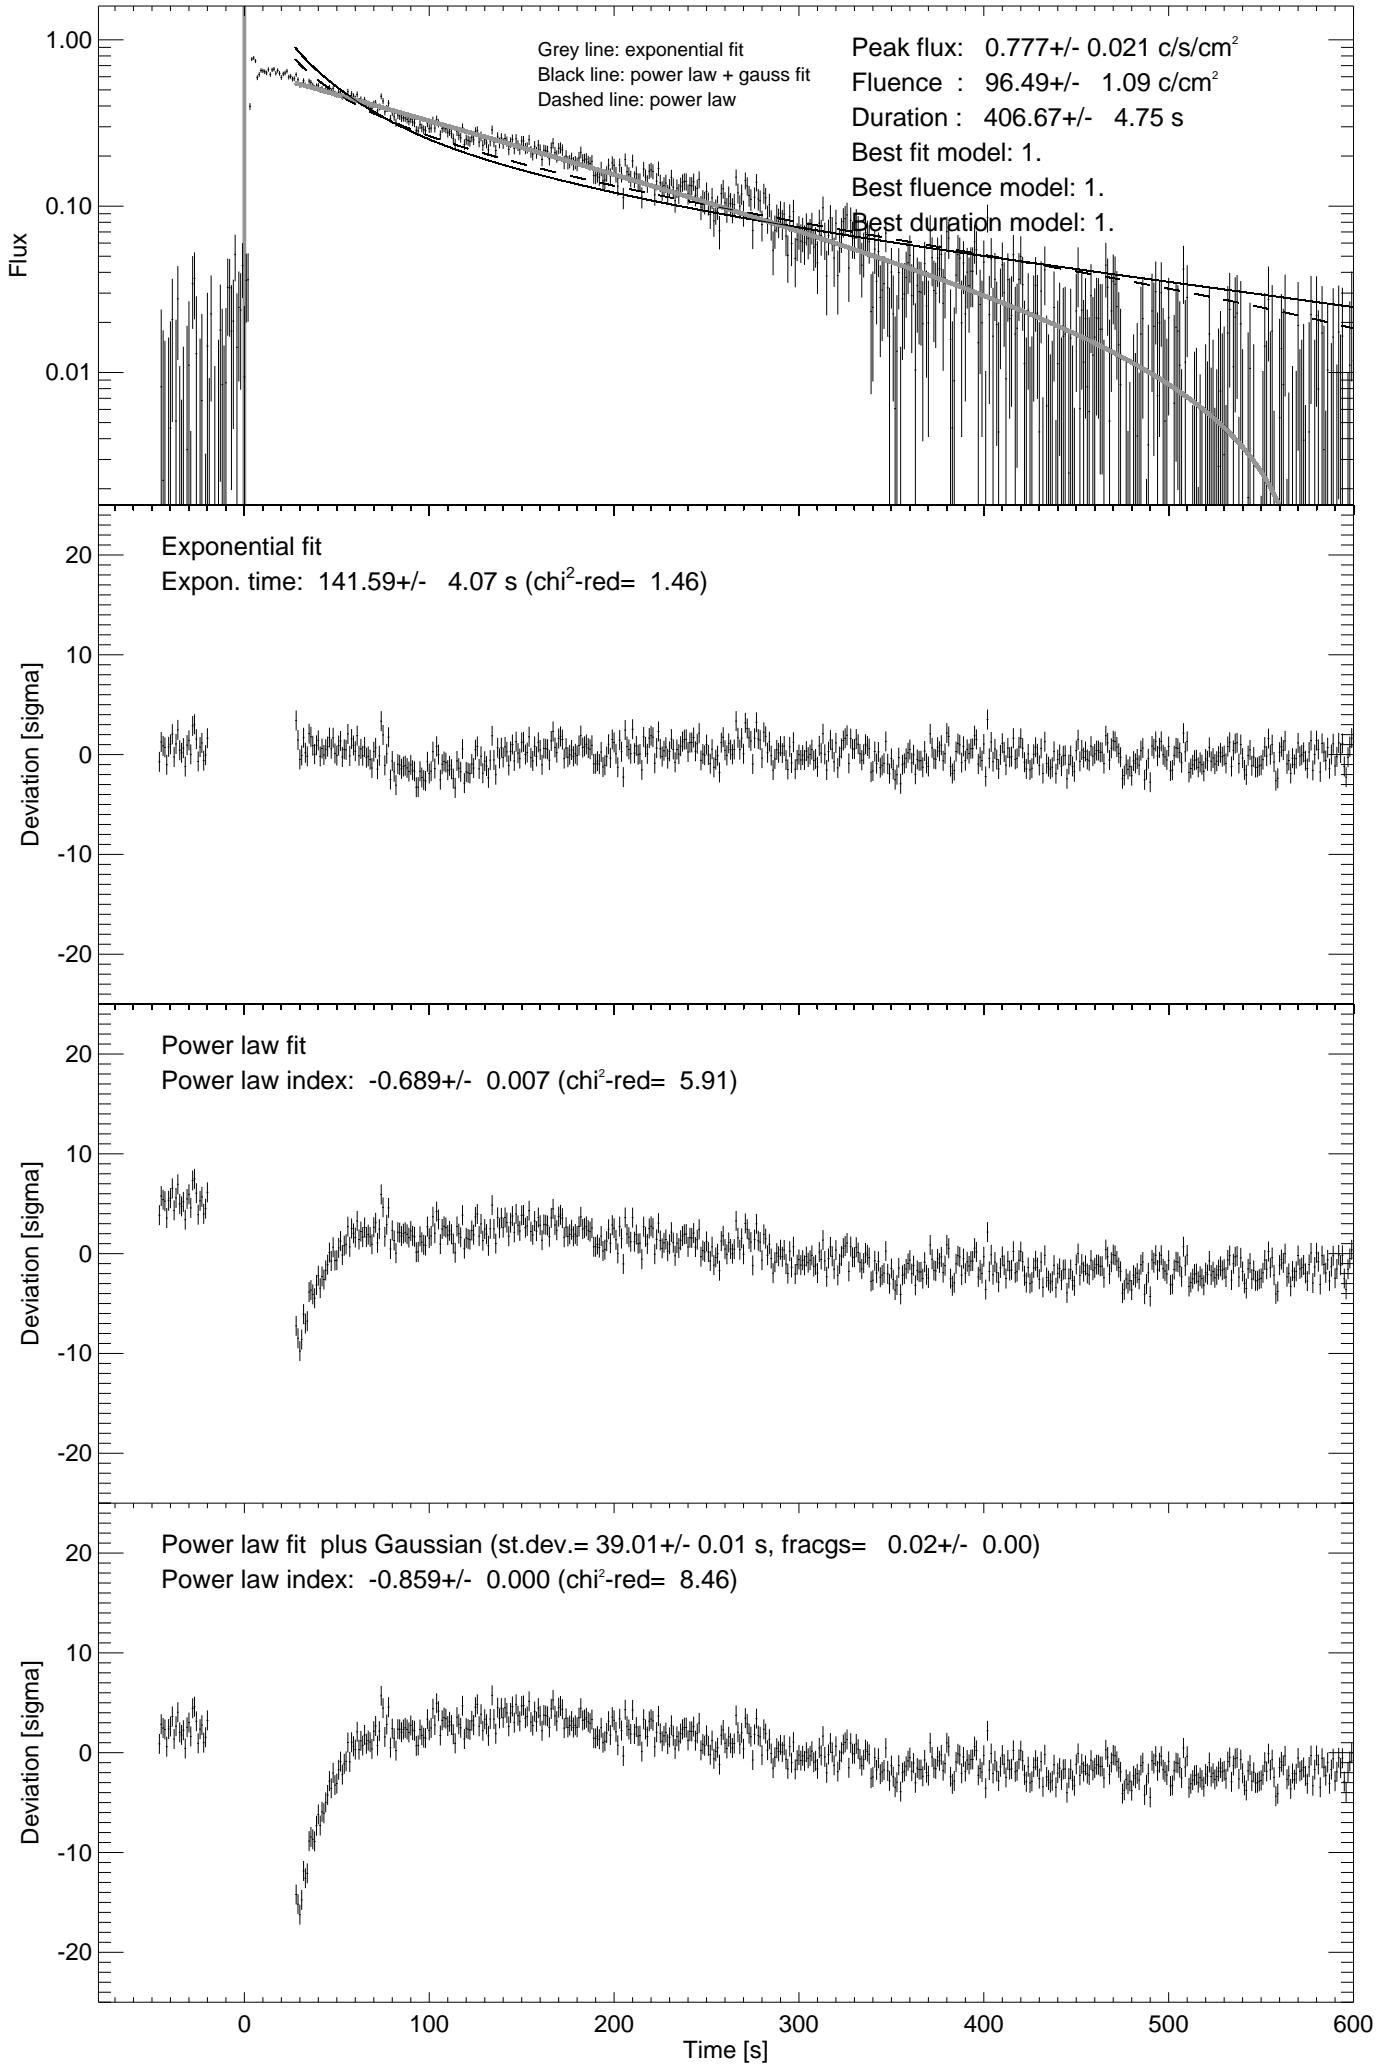 Grey line: exponential fit
Black line: power law + gauss fit
Dashed line: power law
Peak flux: 0.777+/- 0.021 c/s/cm²
Fluence : 96.49+/- 1.09 c/cm²
Duration : 406.67+/- 4.75 s
Best fit model: 1.
Best fluence model: 1.
Best duration model: 1.
1.00
0.10
0.01
Flux
Exponential fit
Expon. time: 141.59+/- 4.07 s (chi²-red= 1.46)
20
10
0
-10
-20
Deviation [sigma]
Power law fit
Power law index: -0.689+/- 0.007 (chi²-red= 5.91)
20
10
0
-10
-20
Deviation [sigma]
Power law fit plus Gaussian (st.dev.= 39.01+/- 0.01 s, fracgs= 0.02+/- 0.00)
Power law index: -0.859+/- 0.000 (chi²-red= 8.46)
20
10
0
-10
-20
Deviation [sigma]
0 100 200 300 400 500 600
Time [s]